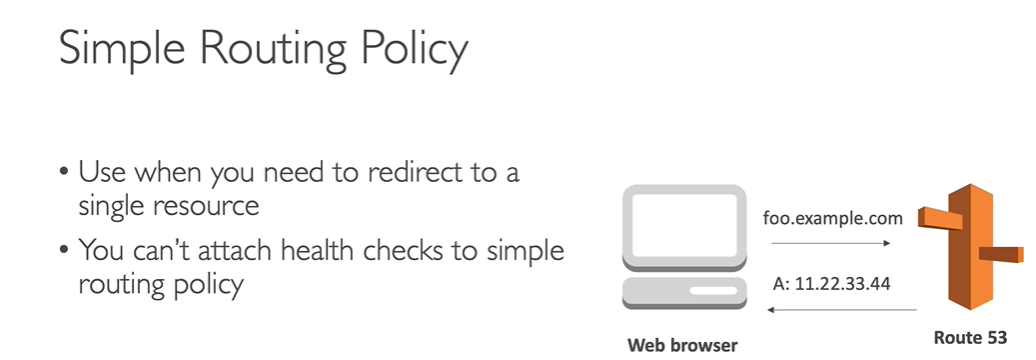 Simple Routing Policy
• Use when you need to redirect to a
single resource
• You can't attach health checks to simple
routing policy
foo.example.com
A: 11.22.33.44
Web browser
Route 53